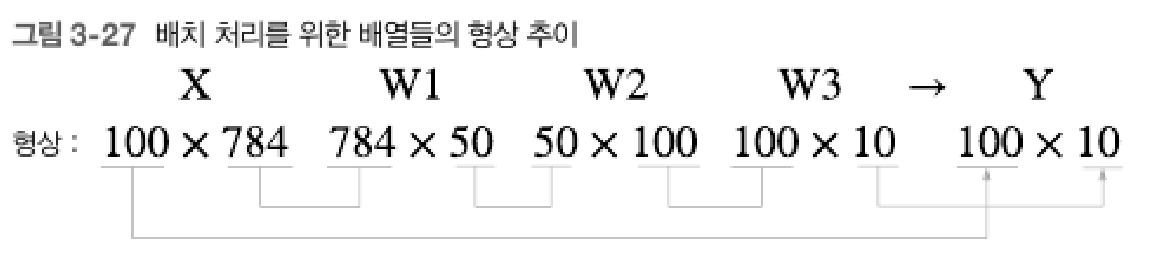 그림 3-27 배치 처리를 위한 배열들의 형상 추이
X W1 W2 W3 → Y
형상 : 100 × 784 784 × 50 50 × 100 100 × 10 100 × 10